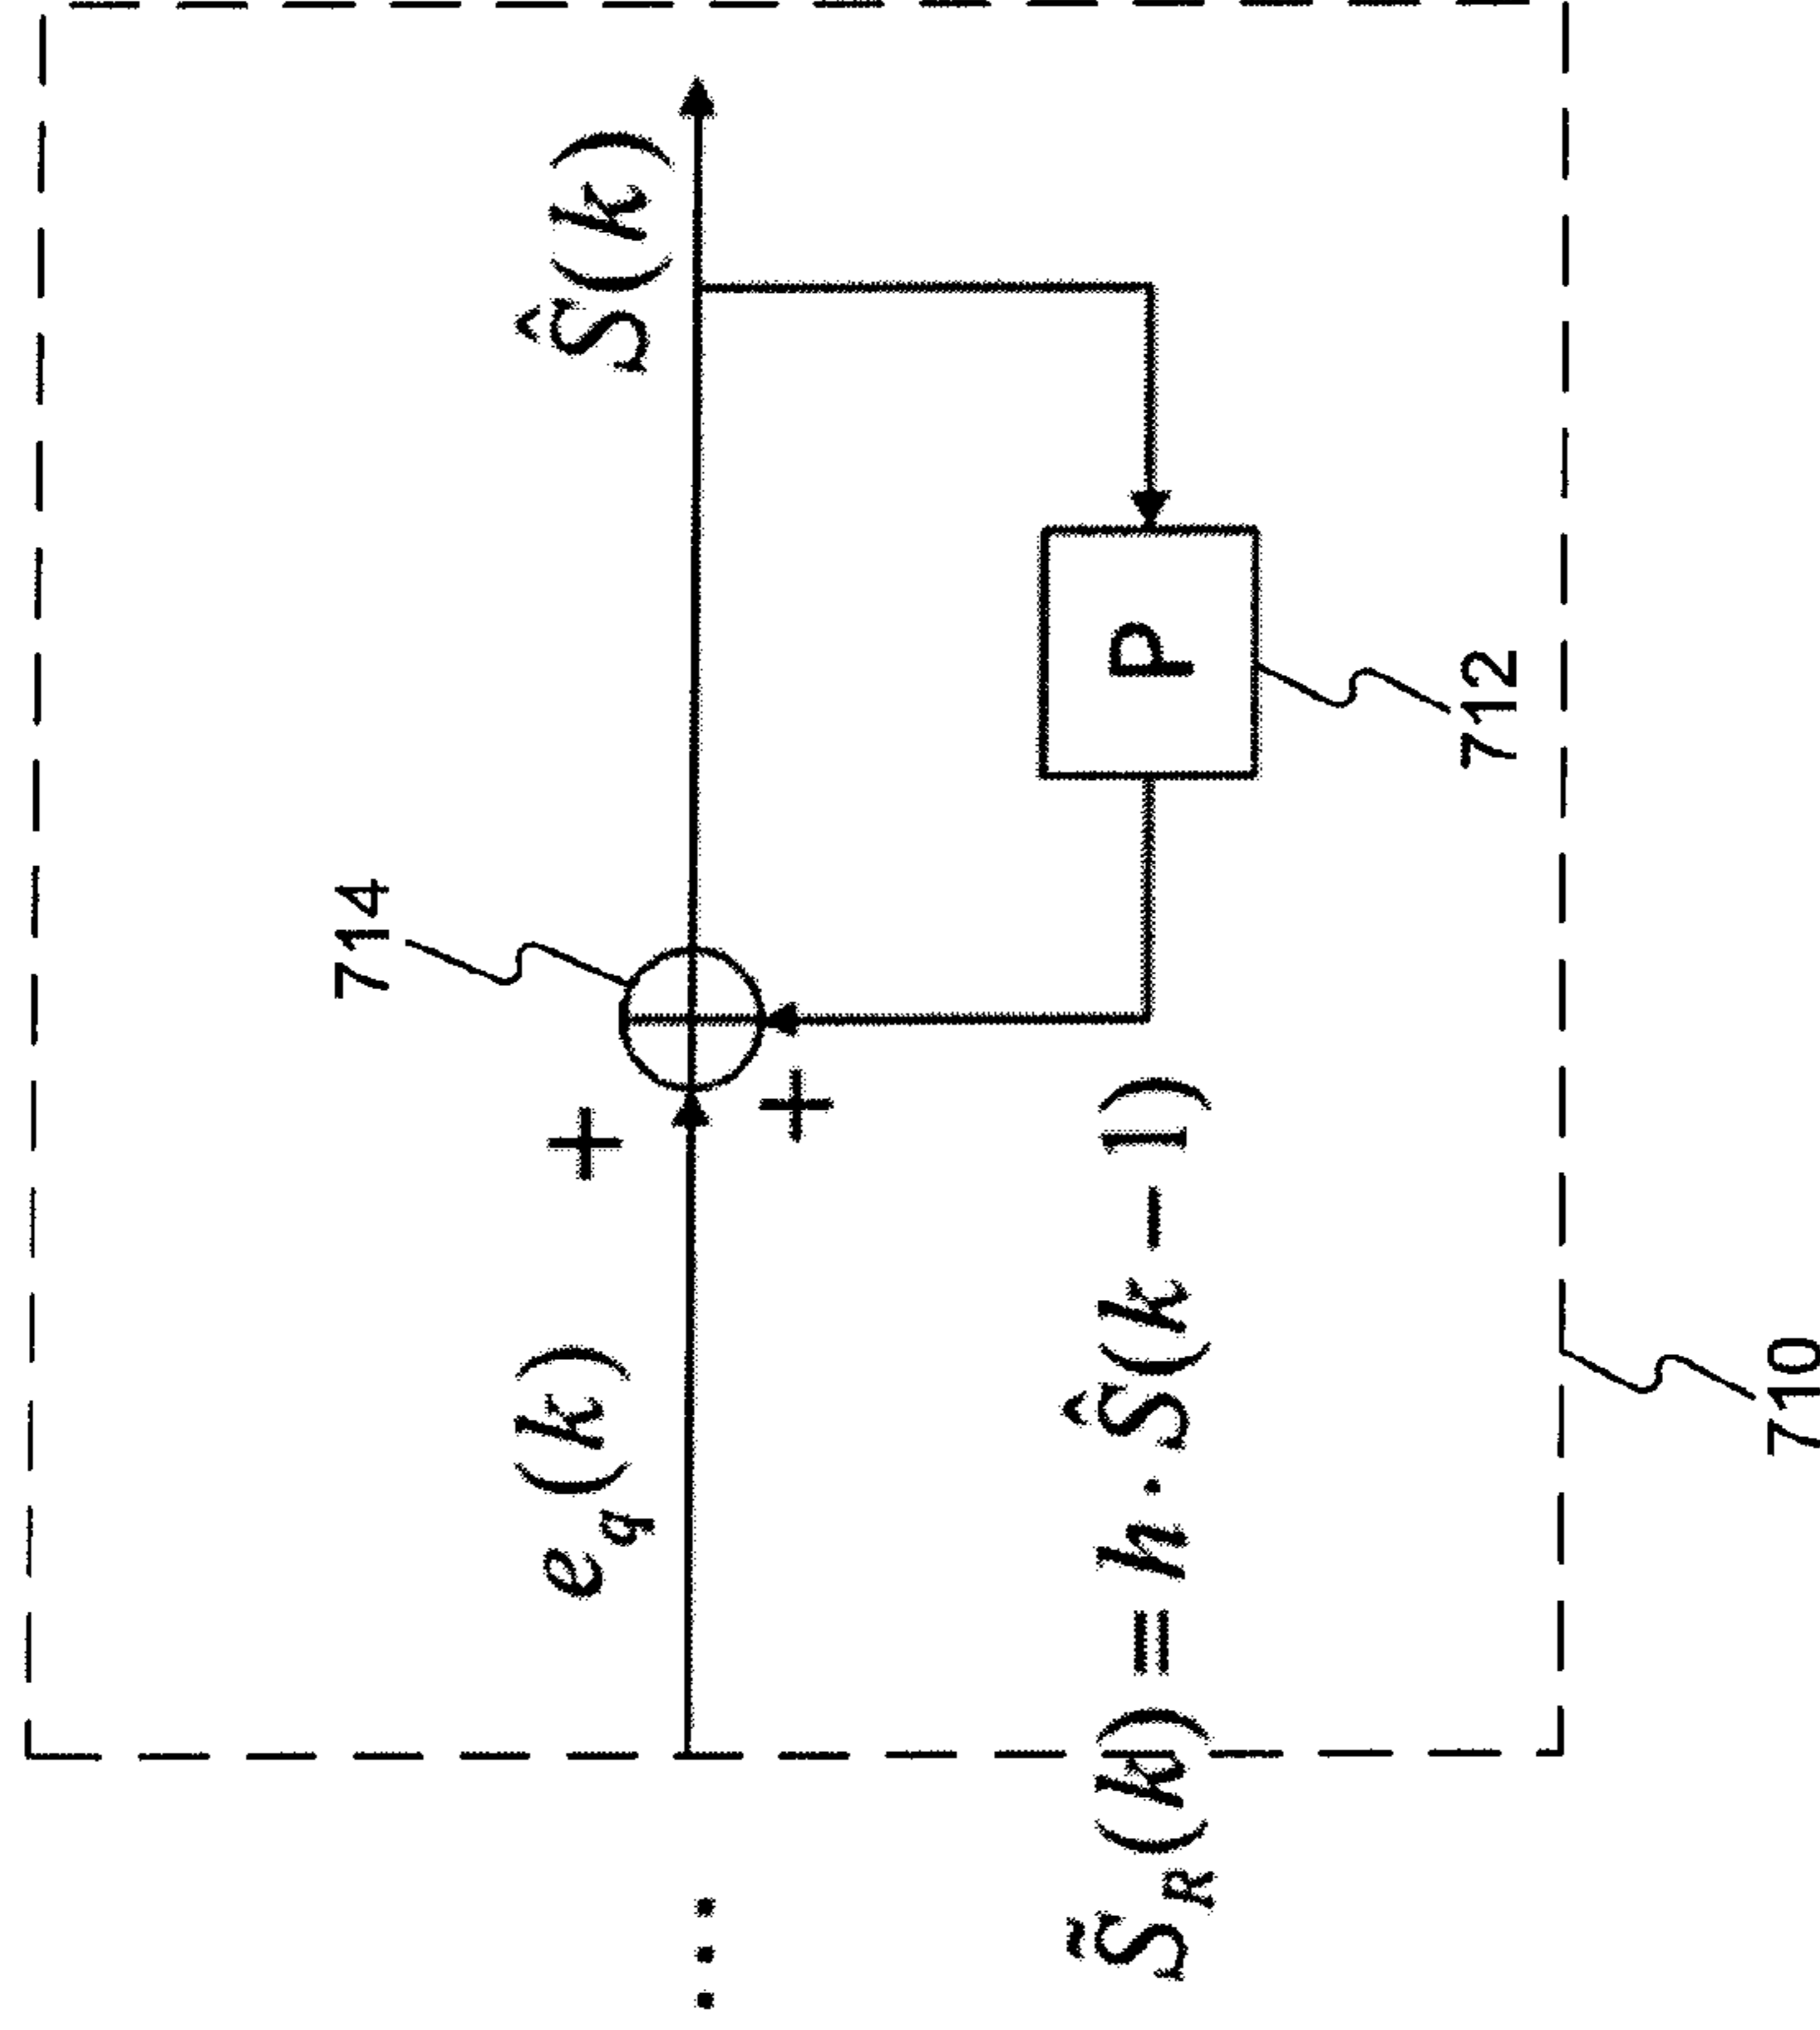 714
Ŝ(k)
e_q(k)
+
+
P
712
S̃_R(k) = h · Ŝ(k − 1)
. . .
710